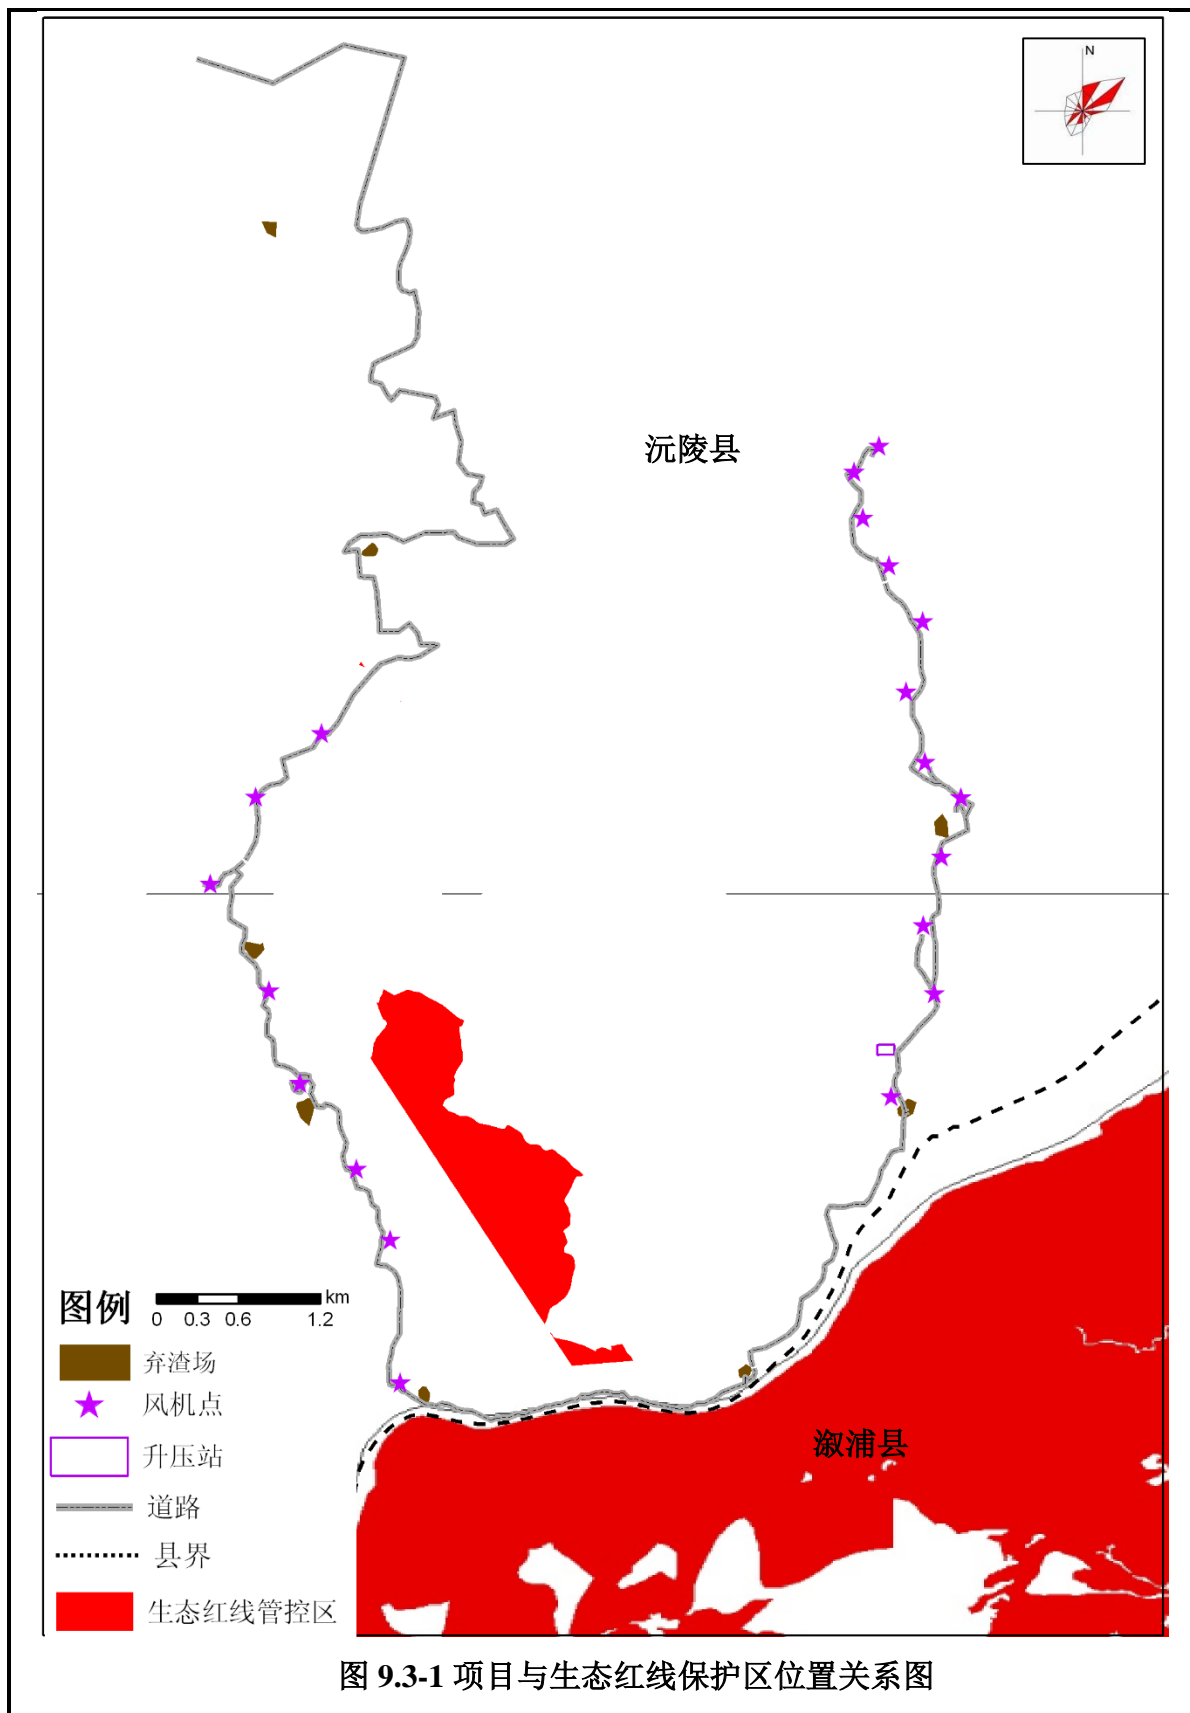 N
沅陵县
图例
km
0 0.3 0.6 1.2
弃渣场
风机点
升压站
道路
县界
生态红线管控区
溆浦县
图 9.3-1 项目与生态红线保护区位置关系图